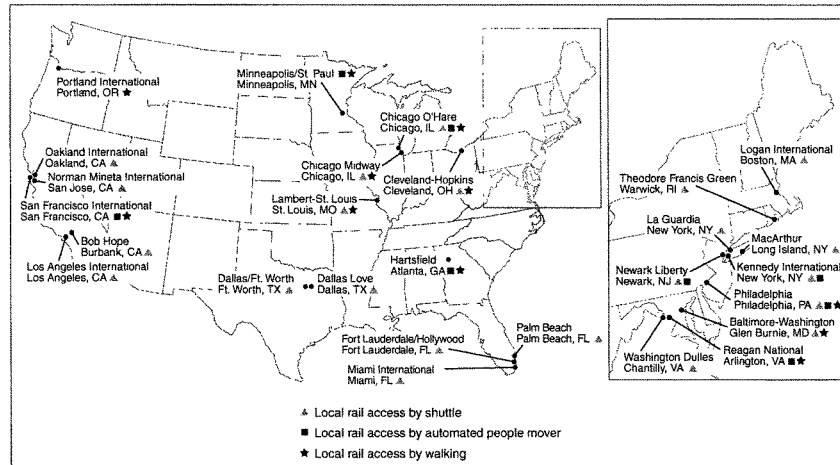 Portland International
Portland, OR ★
Minneapolis/St. Paul ■★
Minneapolis, MN
Chicago O'Hare
Chicago, IL ▲■★
Oakland International
Oakland, CA ▲
Chicago Midway
Chicago, IL ▲★
Cleveland-Hopkins
Cleveland, OH ▲★
Norman Mineta International
San Jose, CA ▲
Lambert-St. Louis
St. Louis, MO ▲★
San Francisco International
San Francisco, CA ■★
Bob Hope
Burbank, CA ▲
Hartsfield
Atlanta, GA ■★
Los Angeles International
Los Angeles, CA ▲
Dallas/Ft. Worth
Ft. Worth, TX ▲
Dallas Love
Dallas, TX ▲
Palm Beach
Palm Beach, FL ▲
Fort Lauderdale/Hollywood
Fort Lauderdale, FL ▲
Miami International
Miami, FL ▲
Logan International
Boston, MA ▲
Theodore Francis Green
Warwick, RI ▲
La Guardia
New York, NY ▲
MacArthur
Long Island, NY ▲
Newark Liberty
Newark, NJ ▲■
Kennedy International
New York, NY ▲■
Philadelphia
Philadelphia, PA ▲■★
Baltimore-Washington
Glen Burnie, MD ▲★
Washington Dulles
Chantilly, VA ▲
Reagan National
Arlington, VA ■★
▲ Local rail access by shuttle
■ Local rail access by automated people mover
★ Local rail access by walking